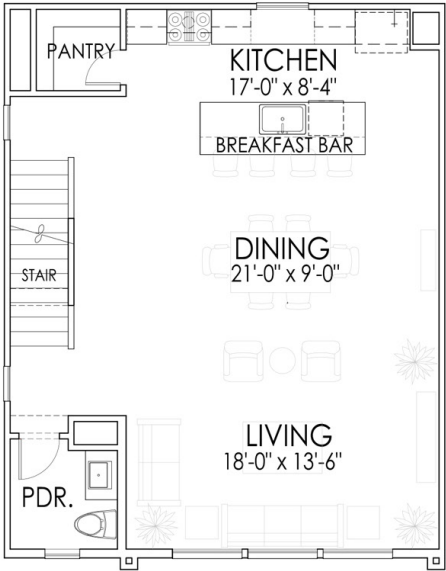 PANTRY
KITCHEN
17'-0" x 8'-4"
BREAKFAST BAR
DINING
21'-0" x 9'-0"
STAIR
LIVING
18'-0" x 13'-6"
PDR.